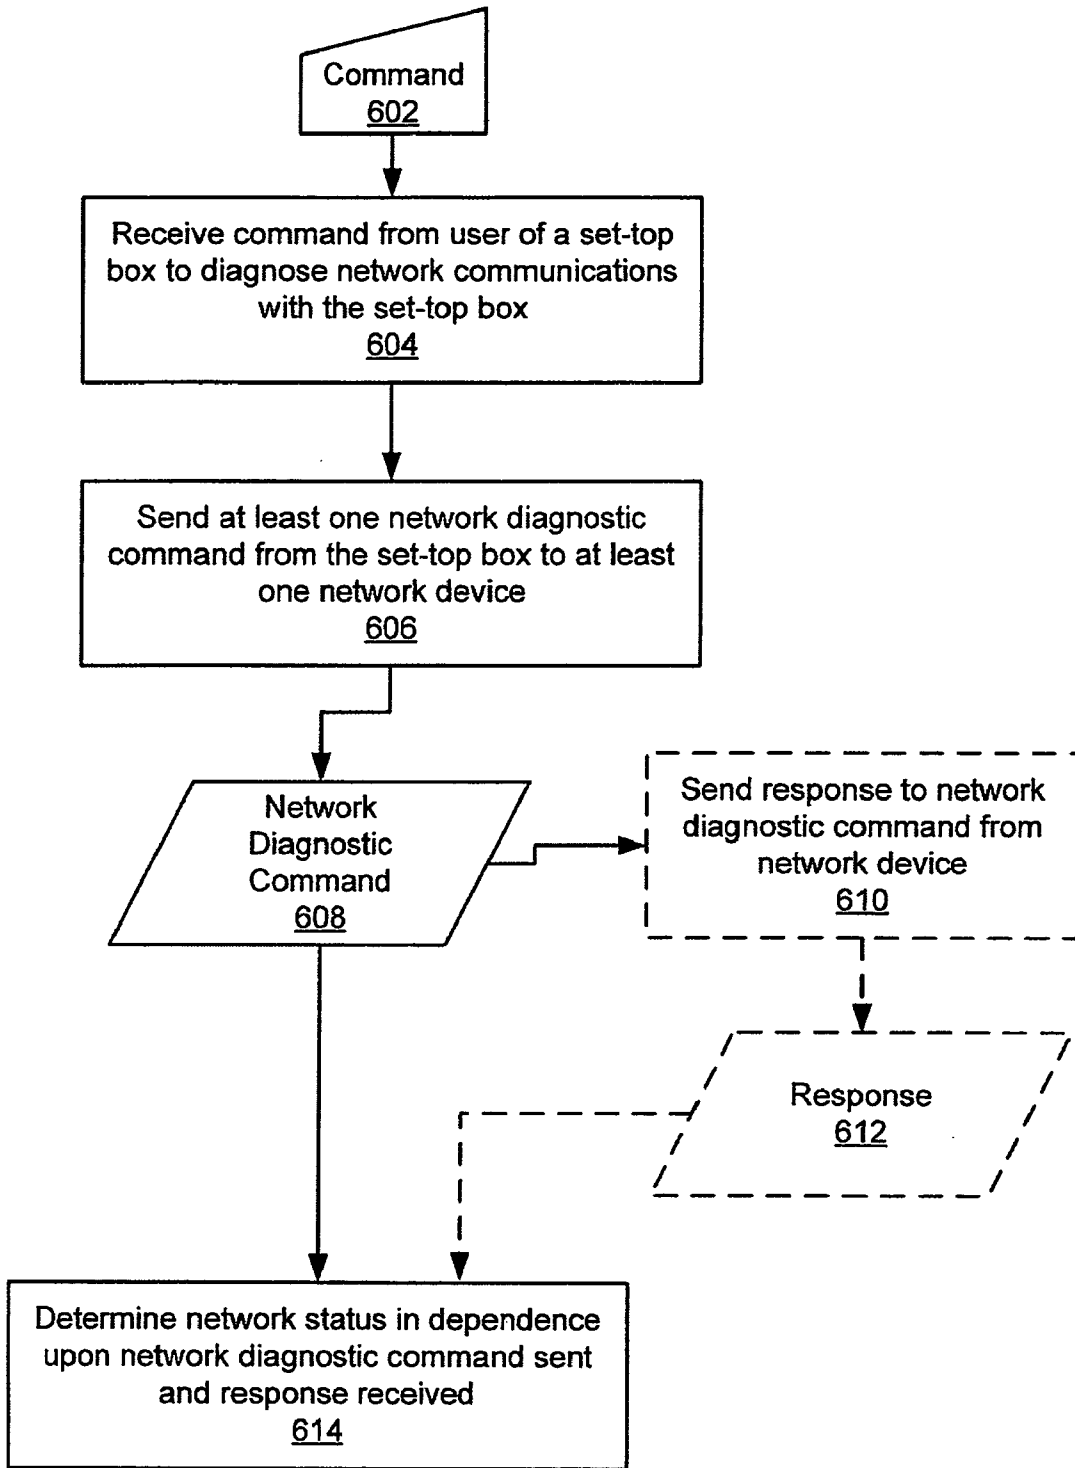 Command
602
Receive command from user of a set-top
box to diagnose network communications
with the set-top box
604
Send at least one network diagnostic
command from the set-top box to at least
one network device
606
Network
Diagnostic
Command
608
Send response to network
diagnostic command from
network device
610
Response
612
Determine network status in dependence
upon network diagnostic command sent
and response received
614